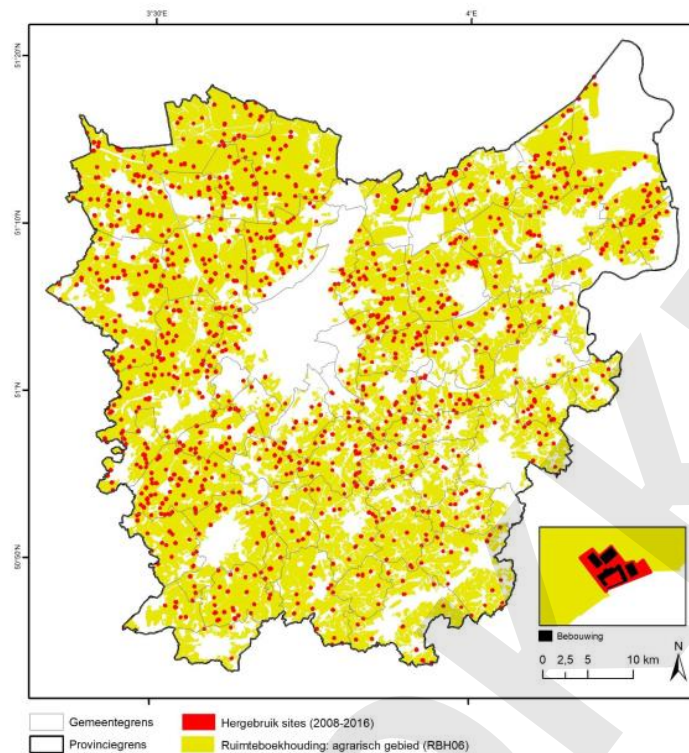 3°30'E
4°E
51°20'N
51°10'N
51°N
50°50'N
Bebouwing
N
0 2,5 5 10 km
Gemeentegrens
Hergebruik sites (2008-2016)
Provinciegrens
Ruimteboekhouding: agrarisch gebied (RBH06)